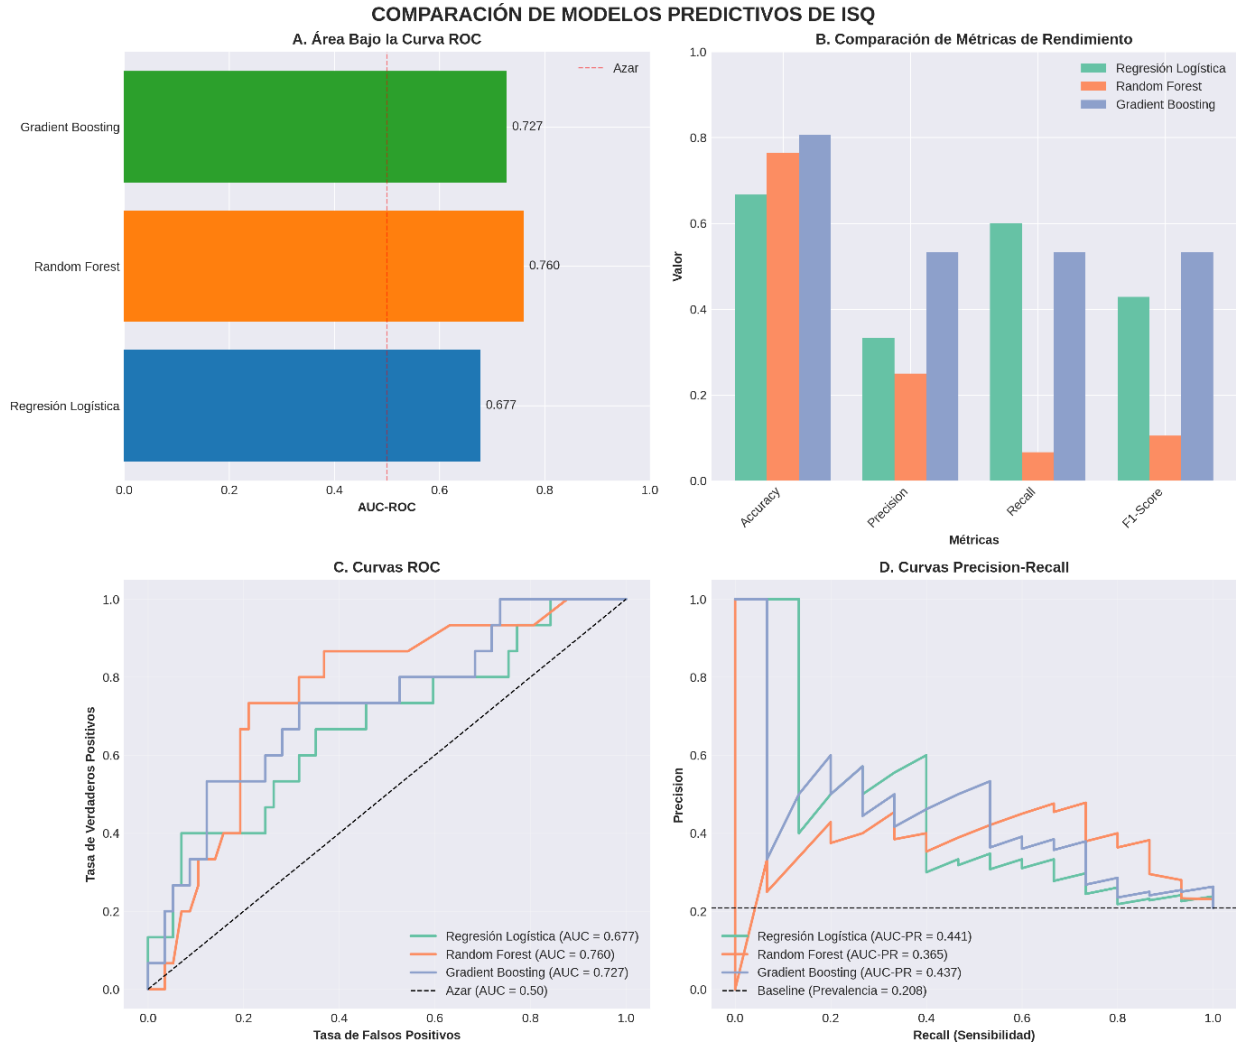 COMPARACIÓN DE MODELOS PREDICTIVOS DE ISQ
A. Área Bajo la Curva ROC
Azar
Gradient Boosting
0.727
Random Forest
0.760
Regresión Logística
0.677
0.0 0.2 0.4 0.6 0.8 1.0
AUC-ROC
B. Comparación de Métricas de Rendimiento
Regresión Logística
Random Forest
Gradient Boosting
1.0
0.8
0.6
0.4
0.2
0.0
Valor
Accuracy Precision Recall F1-Score
Métricas
C. Curvas ROC
1.0
0.8
0.6
0.4
0.2
0.0
Tasa de Verdaderos Positivos
Regresión Logística (AUC = 0.677)
Random Forest (AUC = 0.760)
Gradient Boosting (AUC = 0.727)
Azar (AUC = 0.50)
0.0 0.2 0.4 0.6 0.8 1.0
Tasa de Falsos Positivos
D. Curvas Precision-Recall
1.0
0.8
0.6
0.4
0.2
0.0
Precision
Regresión Logística (AUC-PR = 0.441)
Random Forest (AUC-PR = 0.365)
Gradient Boosting (AUC-PR = 0.437)
Baseline (Prevalencia = 0.208)
0.0 0.2 0.4 0.6 0.8 1.0
Recall (Sensibilidad)